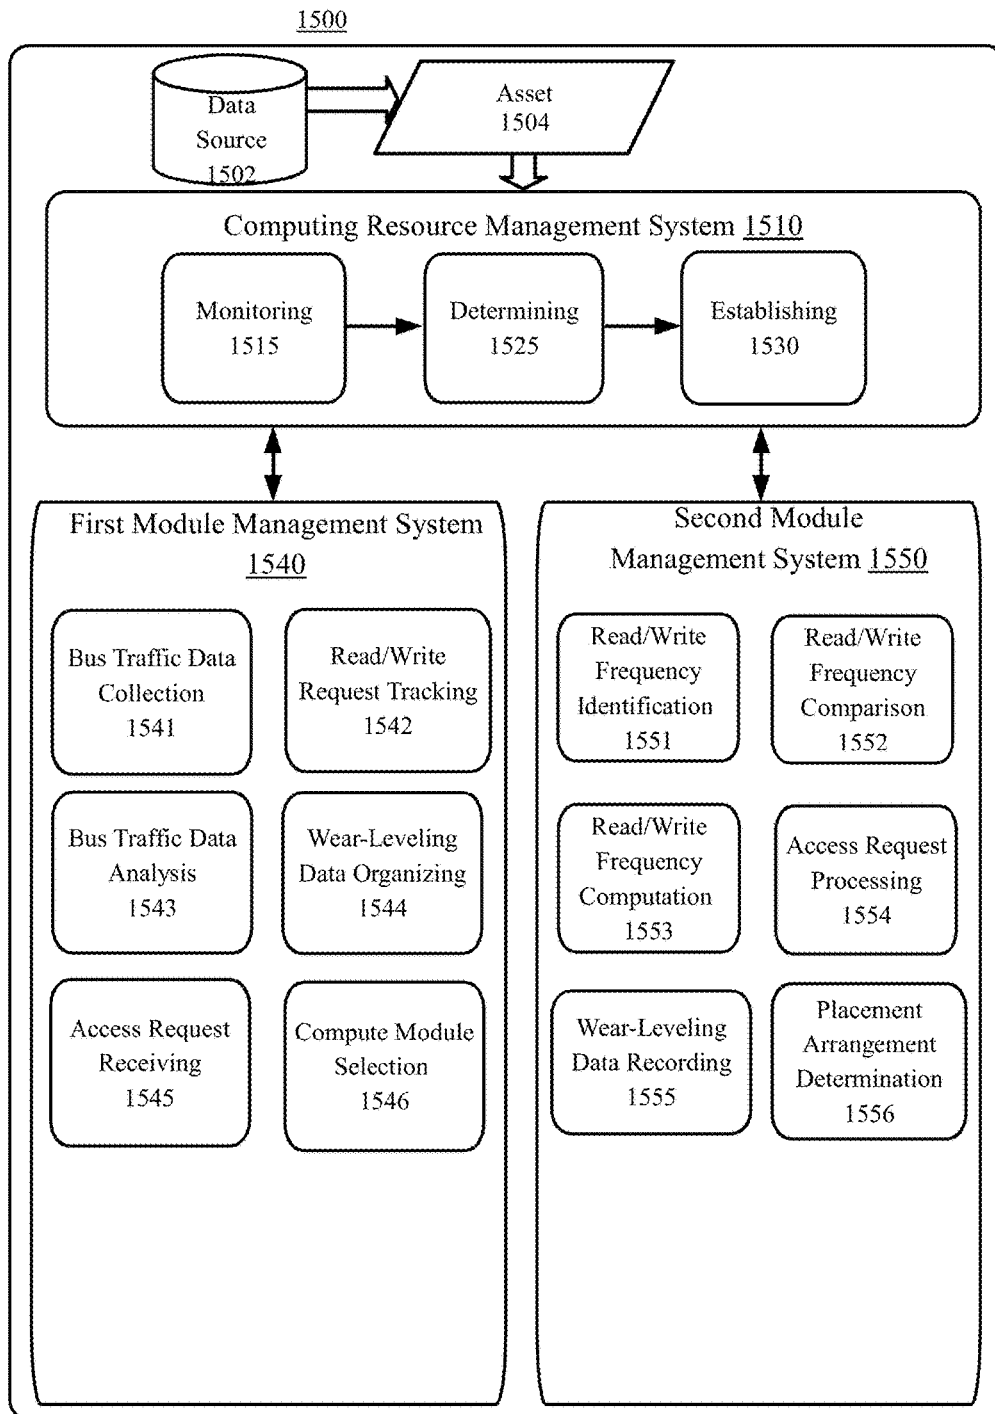 1500
Data
Source
1502
Asset
1504
Computing Resource Management System 1510
Monitoring
1515
Determining
1525
Establishing
1530
First Module Management System
1540
Bus Traffic Data
Collection
1541
Read/Write
Request Tracking
1542
Bus Traffic Data
Analysis
1543
Wear-Leveling
Data Organizing
1544
Access Request
Receiving
1545
Compute Module
Selection
1546
Second Module
Management System 1550
Read/Write
Frequency
Identification
1551
Read/Write
Frequency
Comparison
1552
Read/Write
Frequency
Computation
1553
Access Request
Processing
1554
Wear-Leveling
Data Recording
1555
Placement
Arrangement
Determination
1556